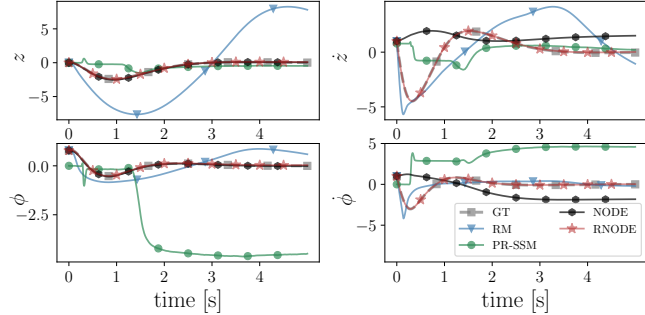 5
0
−5
z
0 1 2 3 4
0
−5
ż
0 1 2 3 4
0.0
−2.5
ϕ
0 1 2 3 4
time [s]
5
0
−5
ϕ̇
0 1 2 3 4
time [s]
GT
RM
PR-SSM
NODE
RNODE